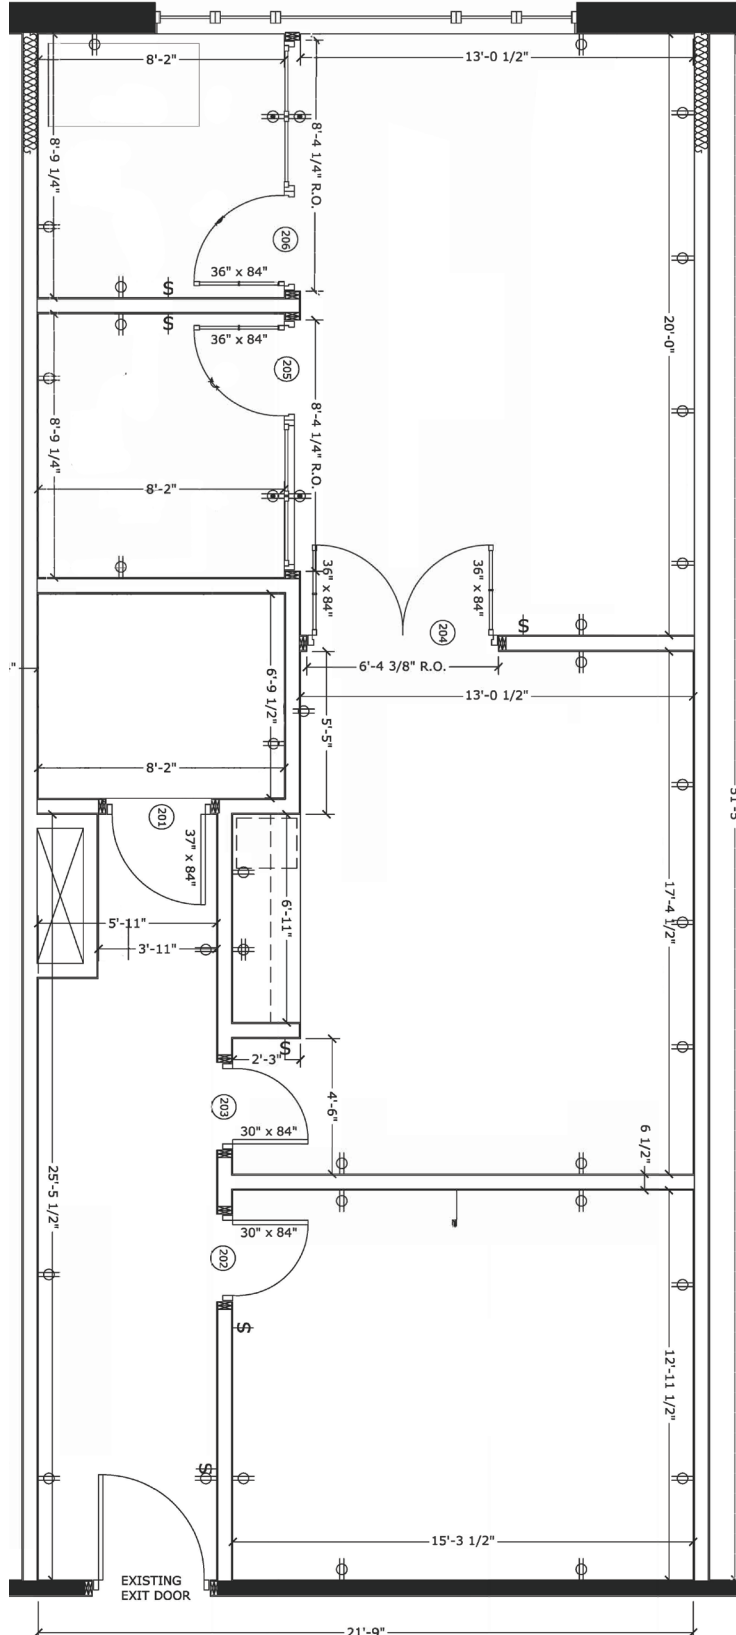 8'-2"
13'-0 1/2"
8'-9 1/4"
8'-4 1/4" R.O.
206
36" x 84"
S
S
36" x 84"
205
20'-0"
8'-9 1/4"
8'-4 1/4" R.O.
8'-2"
36" x 84"
36" x 84"
204
S
6'-4 3/8" R.O.
13'-0 1/2"
6'-9 1/2"
5'-5"
8'-2"
201
37" x 84"
17'-4 1/2"
6'-11"
5'-11"
3'-11"
S
2'-3"
203
4'-6"
30" x 84"
6 1/2"
25'-5 1/2"
30" x 84"
202
S
12'-11 1/2"
S
15'-3 1/2"
EXISTING
EXIT DOOR
21'-9"